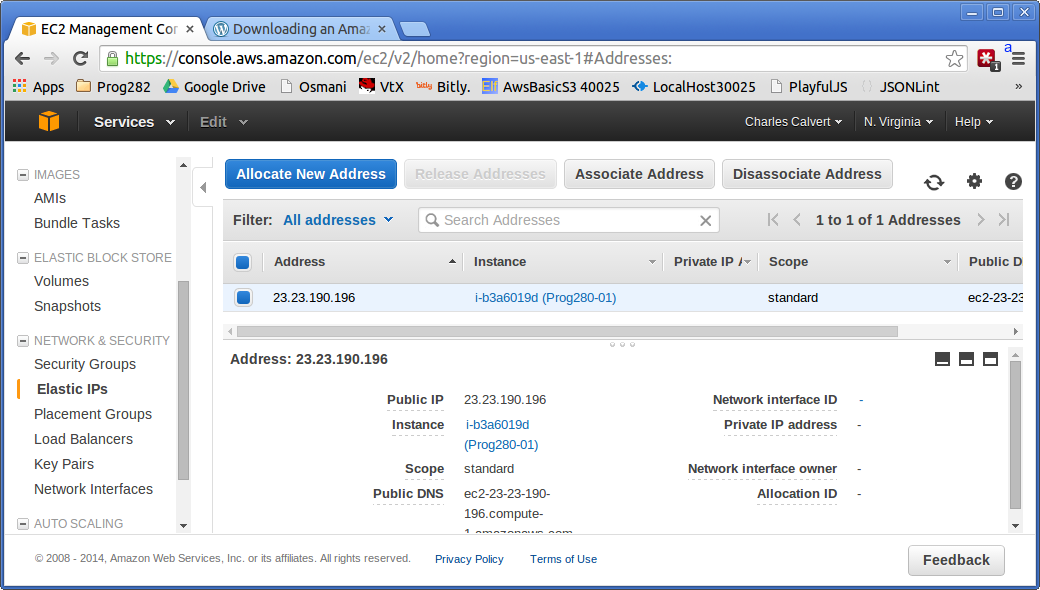 EC2 Management Cor
Downloading an Ama
a
https://console.aws.amazon.com/ec2/v2/home?region=us-east-1#Addresses:
1
Apps Prog282 Google Drive Osmani VtX bitly Bitly. Elf AwsBasicsS3 40025 LocalHost30025 PlayfulJS JSONLint »
Services Edit Charles Calvert N. Virginia Help
IMAGES
AMIs
Bundle Tasks
ELASTIC BLOCK STORE
Volumes
Snapshots
NETWORK & SECURITY
Security Groups
Elastic IPs
Placement Groups
Load Balancers
Key Pairs
Network Interfaces
AUTO SCALING
Allocate New Address Release Addresses Associate Address Disassociate Address
Filter: All addresses Search Addresses 1 to 1 of 1 Addresses
Address Instance Private IP A Scope Public D
23.23.190.196 i-b3a6019d (Prog280-01) standard ec2-23-23
Address: 23.23.190.196
Public IP 23.23.190.196 Network interface ID -
Instance i-b3a6019d Private IP address -
(Prog280-01)
Scope standard Network interface owner -
Public DNS ec2-23-23-190- Allocation ID -
196.compute-
1.amazonaws.com
© 2008 - 2014, Amazon Web Services, Inc. or its affiliates. All rights reserved. Privacy Policy Terms of Use
Feedback